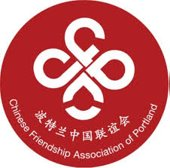 波特兰中国联谊会
Chinese Friendship Association of Portland